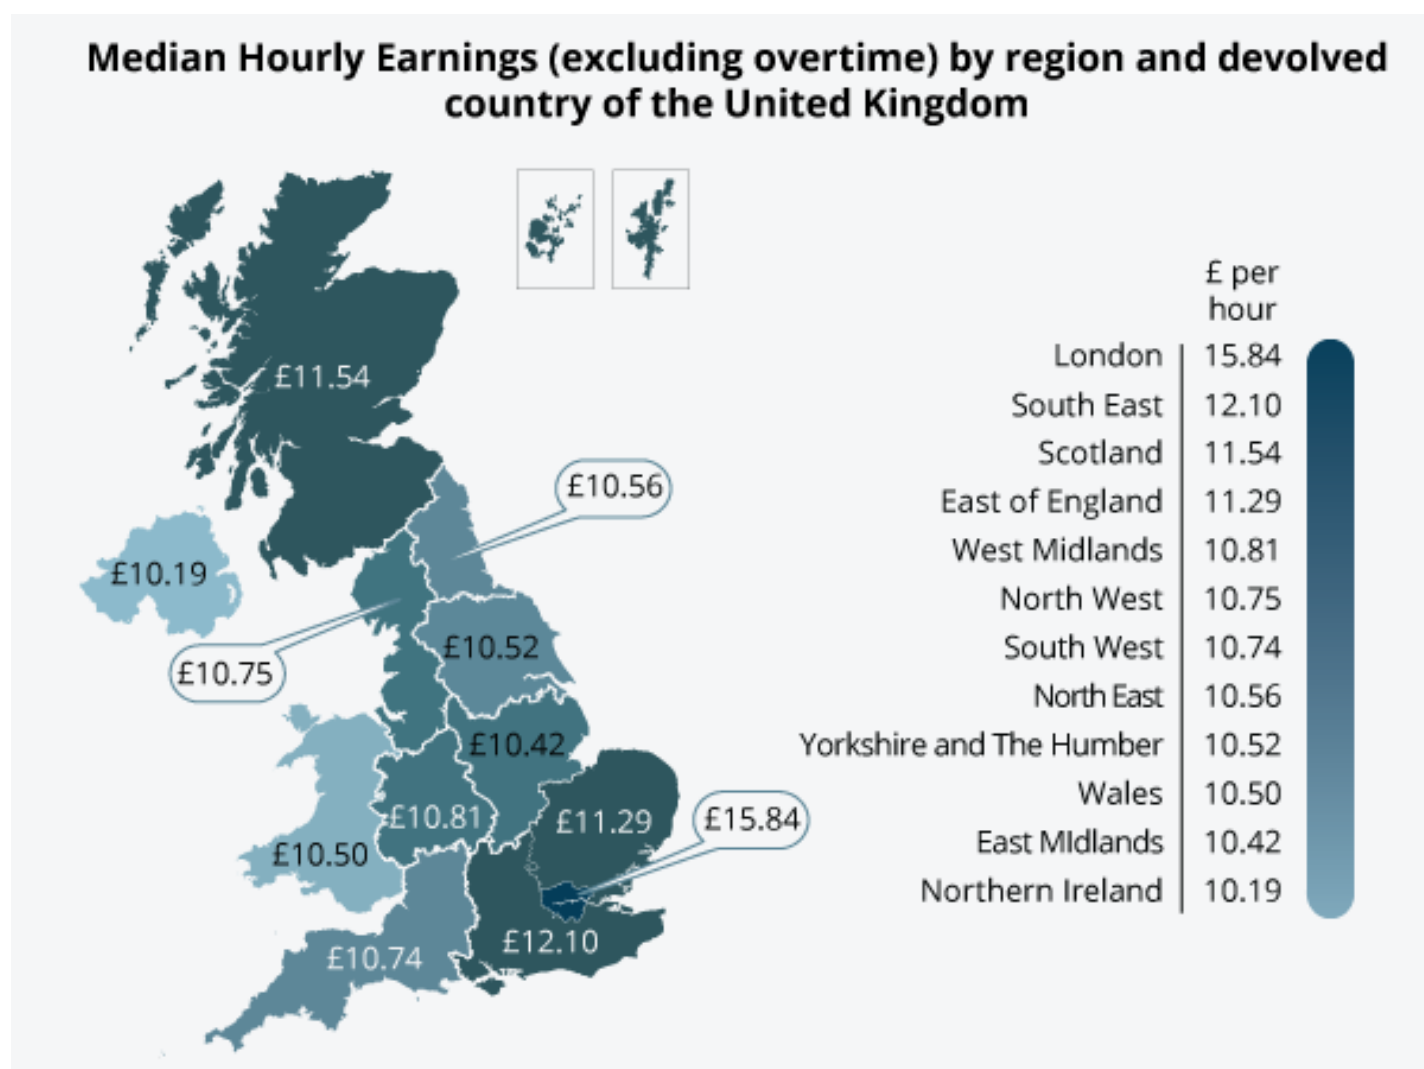 Median Hourly Earnings (excluding overtime) by region and devolved
country of the United Kingdom
£11.54
£10.56
£10.19
£10.75
£10.52
£10.42
£10.81
£11.29
£15.84
£10.50
£12.10
£10.74
£ per
hour
London 15.84
South East 12.10
Scotland 11.54
East of England 11.29
West Midlands 10.81
North West 10.75
South West 10.74
North East 10.56
Yorkshire and The Humber 10.52
Wales 10.50
East MIdlands 10.42
Northern Ireland 10.19